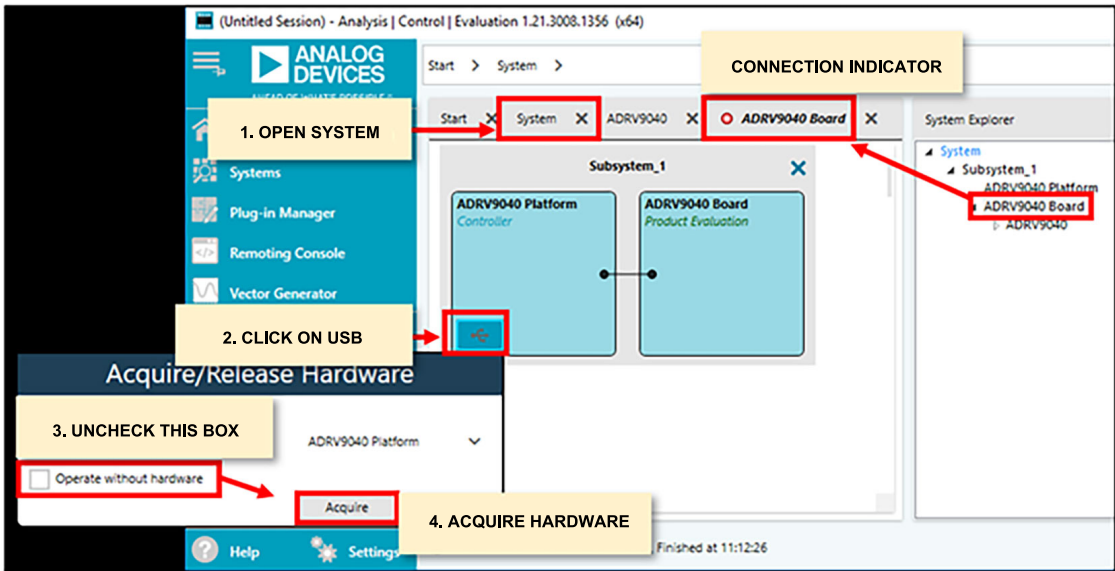 (Untitled Session) - Analysis | Control | Evaluation 1.21.3008.1356 (x64)
ANALOG
DEVICES
AHEAD OF WHAT'S POSSIBLE
Start > System >
CONNECTION INDICATOR
1. OPEN SYSTEM
Start X System X ADRV9040 X ADRV9040 Board X
System Explorer
System
Subsystem_1
ADRV9040 Platform
ADRV9040 Board
ADRV9040
Systems
Plug-in Manager
Remoting Console
Vector Generator
Subsystem_1 X
ADRV9040 Platform
Controller
ADRV9040 Board
Product Evaluation
2. CLICK ON USB
Acquire/Release Hardware
3. UNCHECK THIS BOX
ADRV9040 Platform
Operate without hardware
Acquire
4. ACQUIRE HARDWARE
? Help
Settings
Finished at 11:12:26